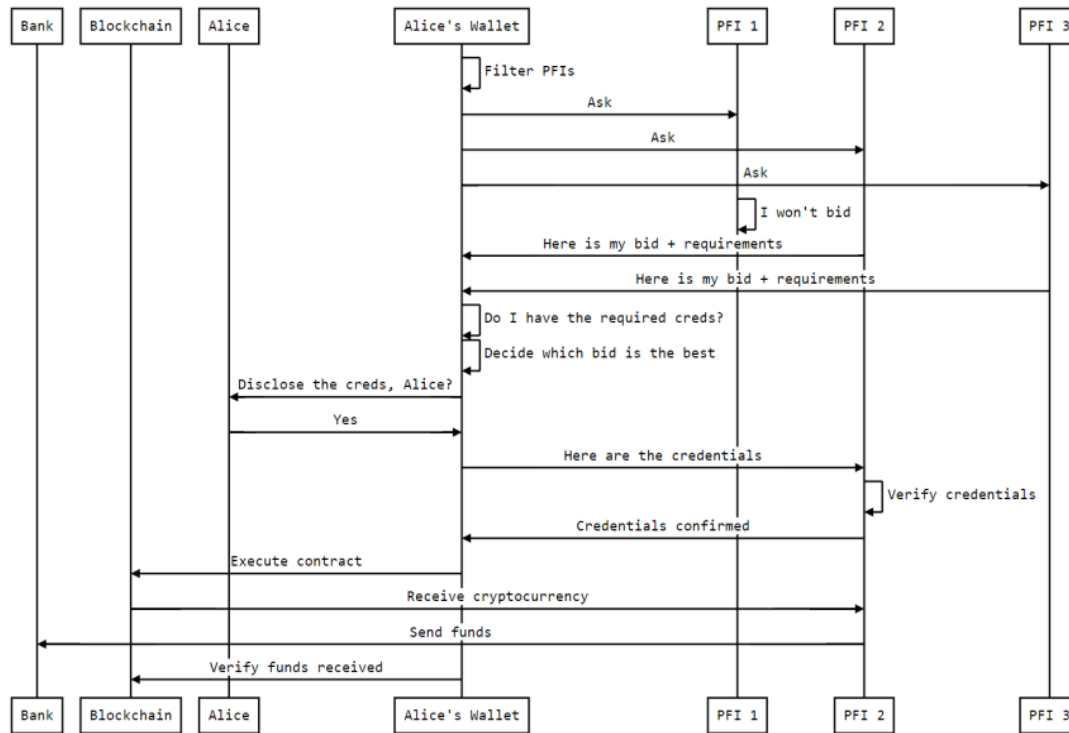 Bank Blockchain Alice Alice's Wallet PFI 1 PFI 2 PFI 3
Filter PFIs
Ask
Ask
Ask
I won't bid
Here is my bid + requirements
Here is my bid + requirements
Do I have the required creds?
Decide which bid is the best
Disclose the creds, Alice?
Yes
Here are the credentials
Verify credentials
Credentials confirmed
Execute contract
Receive cryptocurrency
Send funds
Verify funds received
Bank Blockchain Alice Alice's Wallet PFI 1 PFI 2 PFI 3